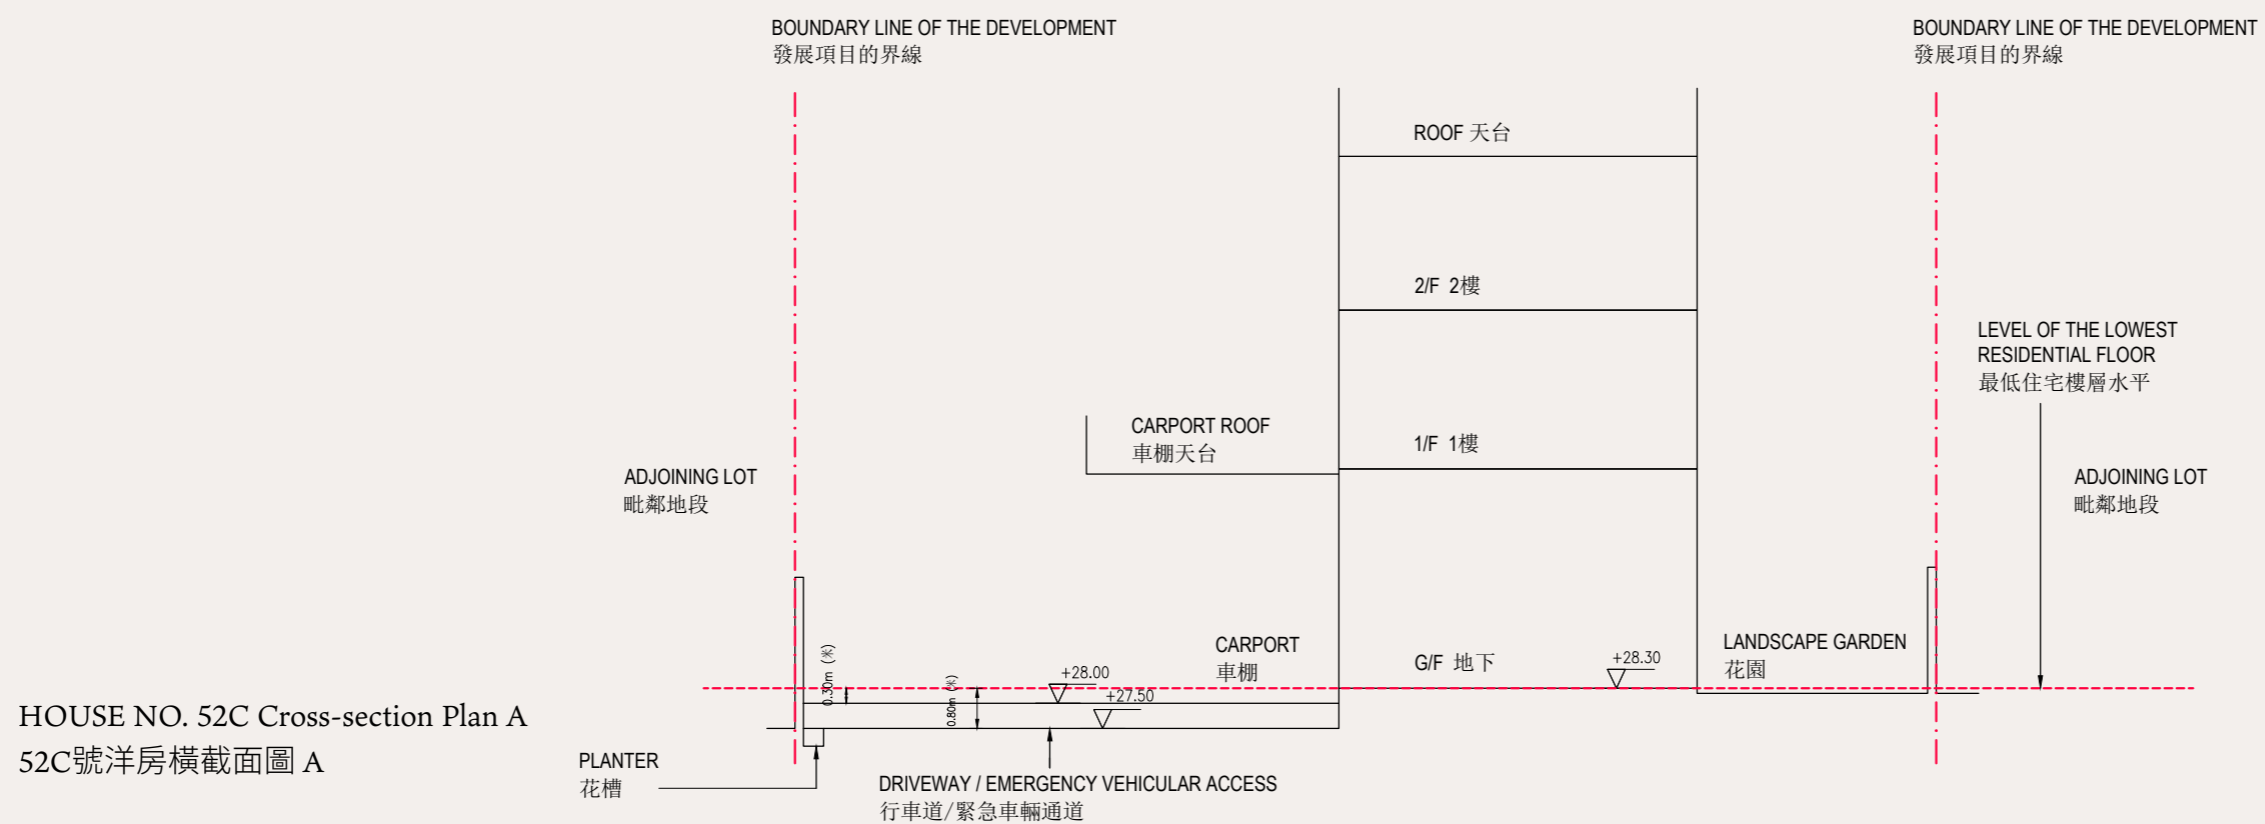 BOUNDARY LINE OF THE DEVELOPMENT
發展項目的界線
BOUNDARY LINE OF THE DEVELOPMENT
發展項目的界線
ROOF 天台
2/F 2樓
LEVEL OF THE LOWEST
RESIDENTIAL FLOOR
最低住宅樓層水平
CARPORT ROOF
車棚天台
1/F 1樓
ADJOINING LOT
毗鄰地段
ADJOINING LOT
毗鄰地段
CARPORT
車棚
G/F 地下
+28.30
LANDSCAPE GARDEN
花園
0.30m (米)
0.80m (米)
+28.00
+27.50
HOUSE NO. 52C Cross-section Plan A
52C號洋房橫截面圖 A
PLANTER
花槽
DRIVEWAY / EMERGENCY VEHICULAR ACCESS
行車道/緊急車輛通道